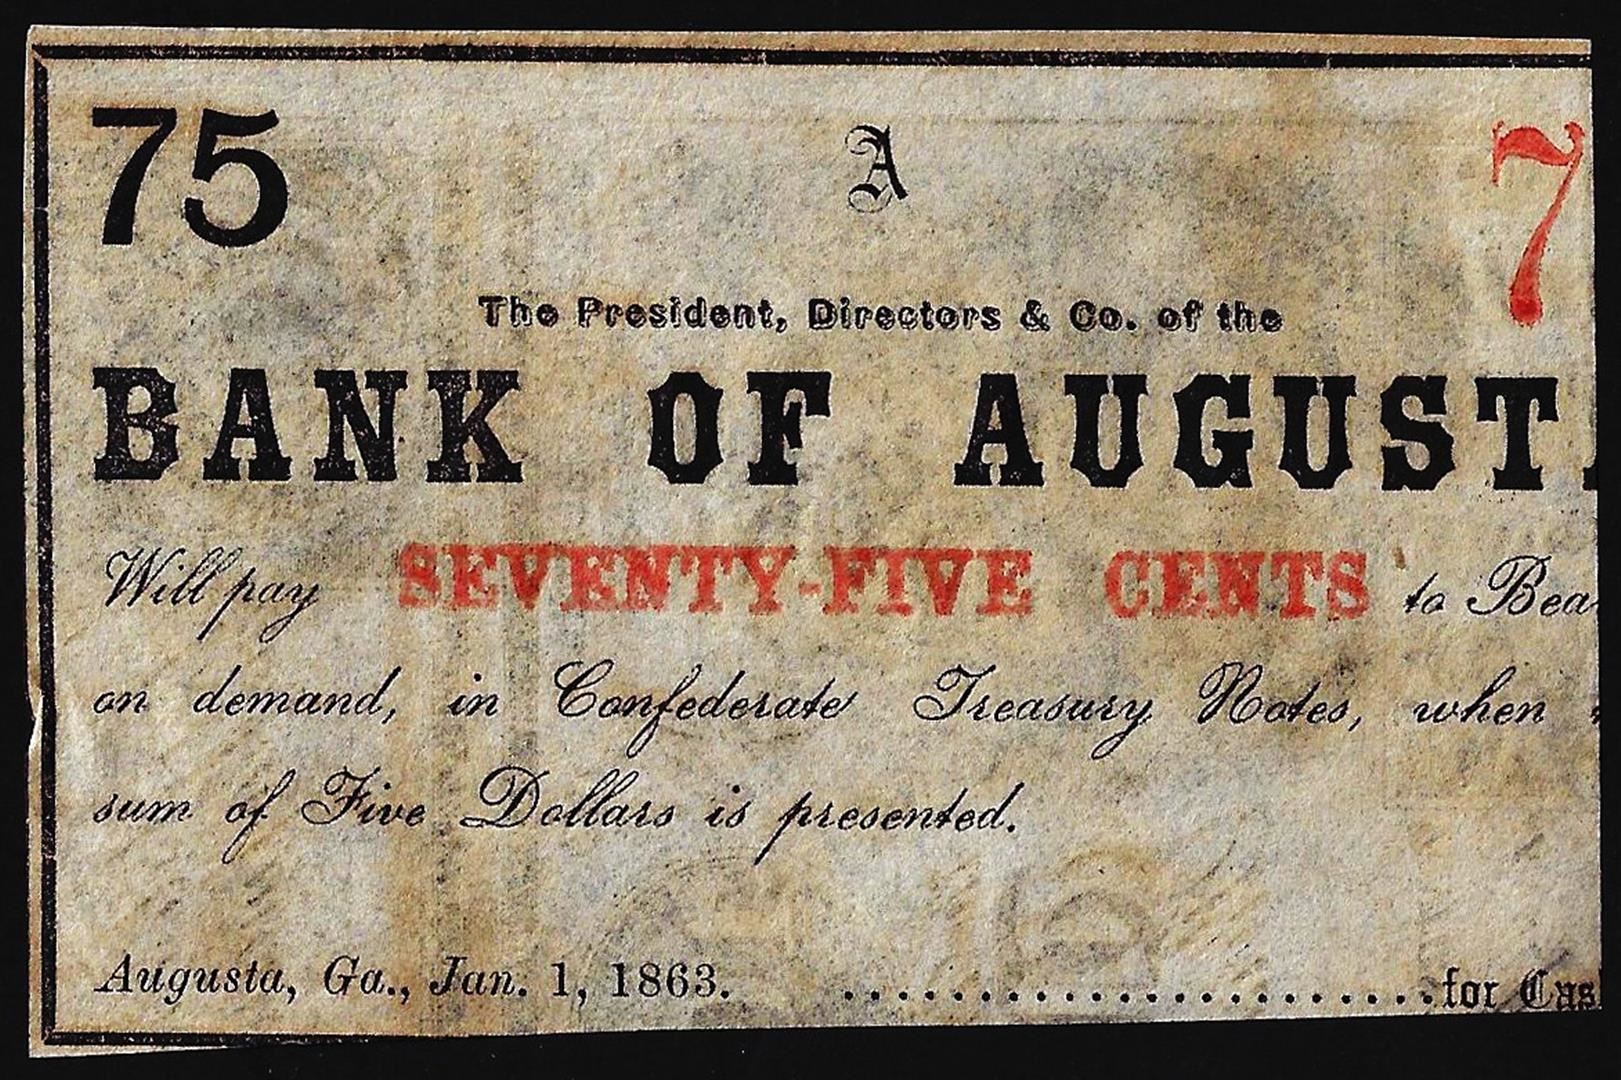 75 A 7
The President, Directors & Co. of the
BANK OF AUGUST
Will pay SEVENTY-FIVE CENTS to Bea
on demand, in Confederate Treasury Notes, when
sum of Five Dollars is presented.
Augusta, Ga., Jan. 1, 1863. ........................for Cas